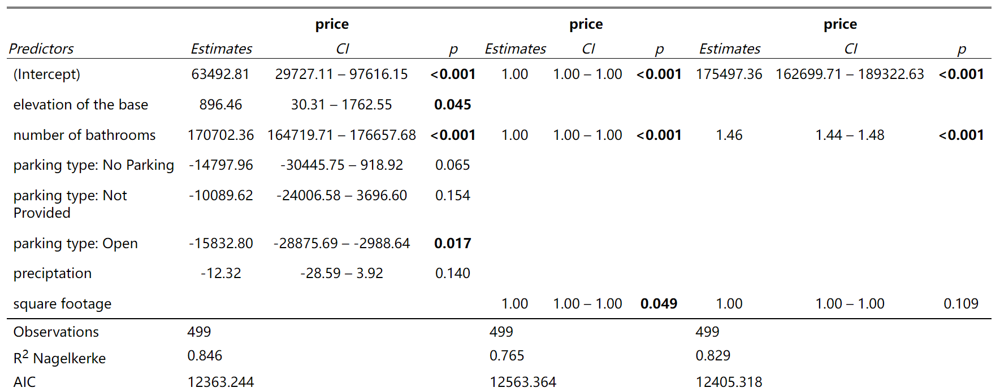 price price price
Predictors Estimates CI p Estimates CI p Estimates CI p
(Intercept) 63492.81 29727.11 – 97616.15 <0.001 1.00 1.00 – 1.00 <0.001 175497.36 162699.71 – 189322.63 <0.001
elevation of the base 896.46 30.31 – 1762.55 0.045
number of bathrooms 170702.36 164719.71 – 176657.68 <0.001 1.00 1.00 – 1.00 <0.001 1.46 1.44 – 1.48 <0.001
parking type: No Parking -14797.96 -30445.75 – 918.92 0.065
parking type: Not -10089.62 -24006.58 – 3696.60 0.154
Provided
parking type: Open -15832.80 -28875.69 – -2988.64 0.017
preciptation -12.32 -28.59 – 3.92 0.140
square footage 1.00 1.00 – 1.00 0.049 1.00 1.00 – 1.00 0.109
Observations 499 499 499
R² Nagelkerke 0.846 0.765 0.829
AIC 12363.244 12563.364 12405.318